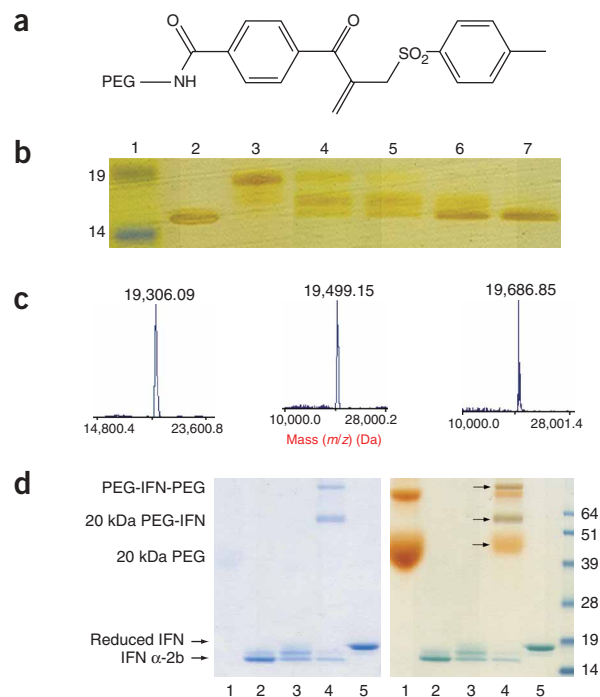 a
O
O
PEG
NH
SO2
b
1 2 3 4 5 6 7
19
14
c
19,306.09
19,499.15
19,686.85
14,800.4 23,600.8
10,000.0 28,000.2
10,000.0 28,001.4
Mass (m/z) (Da)
d
PEG-IFN-PEG
20 kDa PEG-IFN
20 kDa PEG
Reduced IFN
IFN α-2b
64
51
39
28
19
14
1 2 3 4 5
1 2 3 4 5